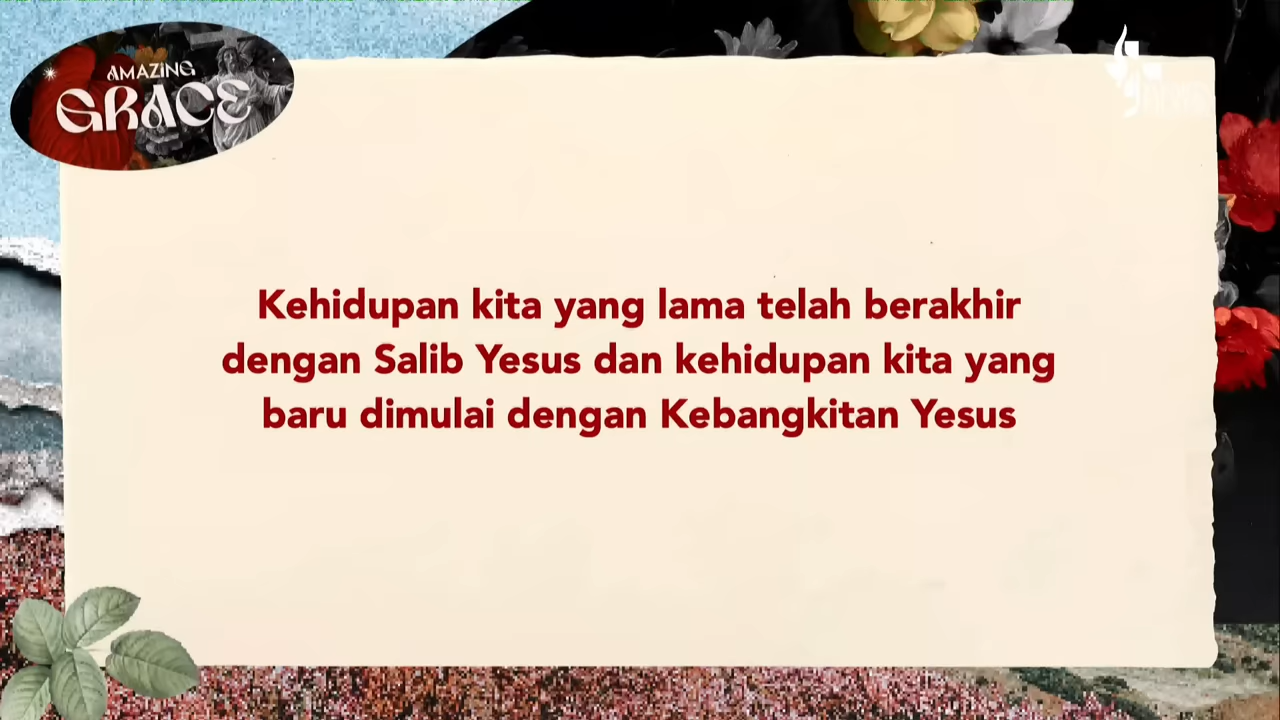 AMAZING
GRACE
Kehidupan kita yang lama telah berakhir
dengan Salib Yesus dan kehidupan kita yang
baru dimulai dengan Kebangkitan Yesus